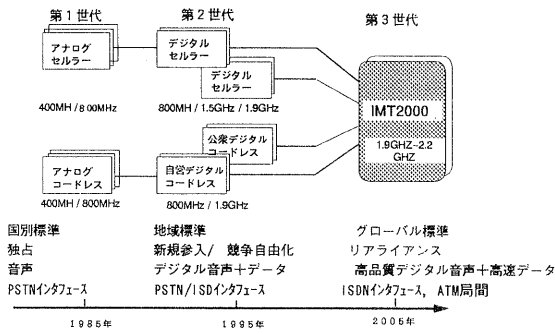 第1世代 第2世代 第3世代
アナログ
セルラー
デジタル
セルラー
デジタル
セルラー
400MH/800MHz
800MH/1.5GHz/1.9GHz
IMT2000
1.9GHZ~2.2
GHZ
公衆デジタル
コードレス
アナログ
コードレス
自営デジタル
コードレス
400MH/800MHz
800MHz/1.9GHz
国別標準 地域標準 グローバル標準
独占 新規参入/ 競争自由化 リアライアンス
音声 デジタル音声+データ 高品質デジタル音声+高速データ
PSTNインタフェース PSTN/ISDインタフェース ISDNインタフェース, ATM局間
1985年 1995年 2005年